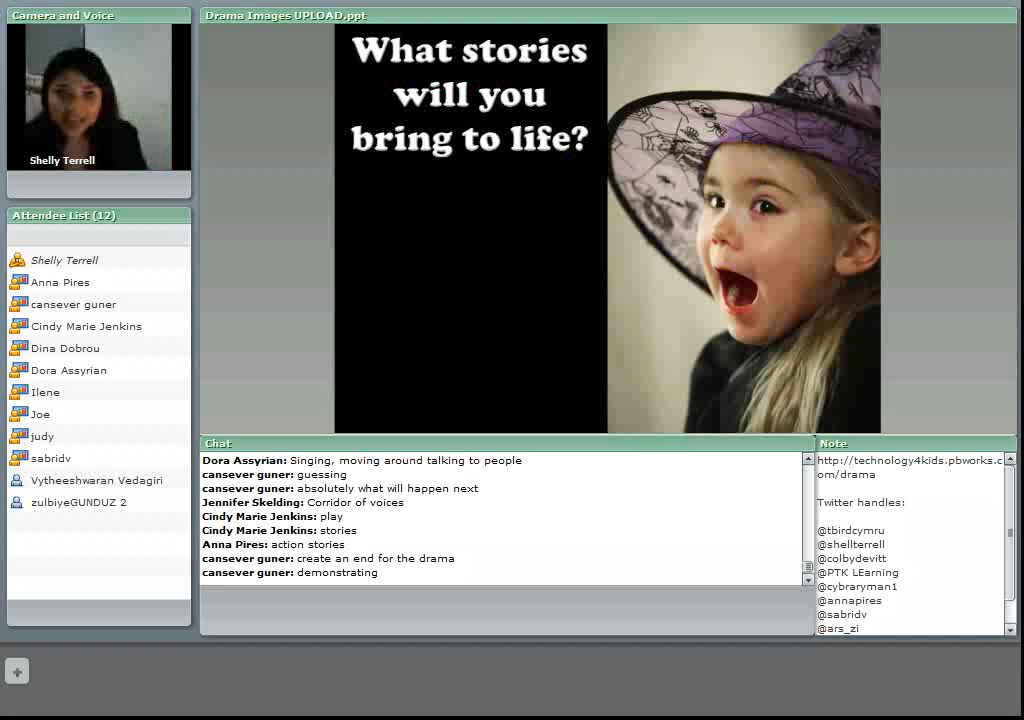 Camera and Voice
Shelly Terrell
Attendee List (12)
Shelly Terrell
Anna Pires
cansever guner
Cindy Marie Jenkins
Dina Dobrou
Dora Assyrian
Ilene
Joe
judy
sabridv
Vytheeshwaran Vedagiri
zulbiyeGUNDUZ 2
Drama Images UPLOAD.ppt
What stories
will you
bring to life?
Chat
Dora Assyrian: Singing, moving around talking to people
cansever guner: guessing
cansever guner: absolutely what will happen next
Jennifer Skelding: Corridor of voices
Cindy Marie Jenkins: play
Cindy Marie Jenkins: stories
Anna Pires: action stories
cansever guner: create an end for the drama
cansever guner: demonstrating
Note
http://technology4kids.pbworks.c
om/drama
Twitter handles:
@tbirdcymru
@shellterrell
@colbydevitt
@PTK LEarning
@cybraryman1
@annapires
@sabridv
@ars_zi